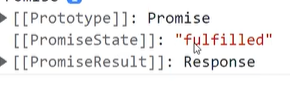 [[Prototype]]: Promise
[[PromiseState]]: "fulfilled"
[[PromiseResult]]: Response